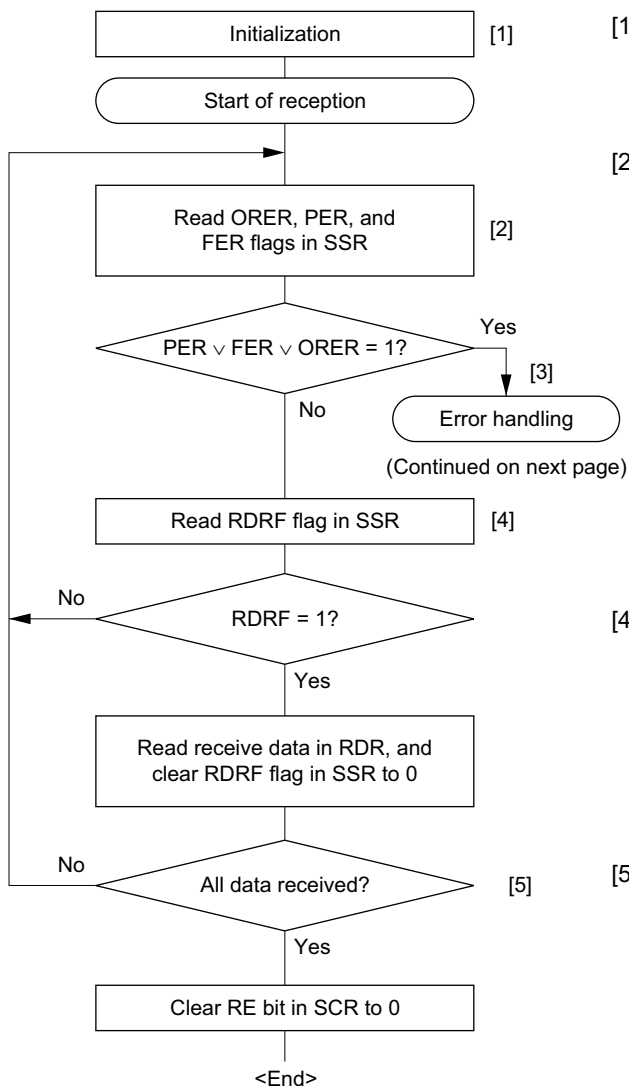 Initialization
[1]
[1
Start of reception
[2
Read ORER, PER, and
FER flags in SSR
[2]
PER ∨ FER ∨ ORER = 1?
Yes
[3]
No
Error handling
(Continued on next page)
Read RDRF flag in SSR
[4]
No
RDRF = 1?
[4
Yes
Read receive data in RDR, and
clear RDRF flag in SSR to 0
No
All data received?
[5]
[5
Yes
Clear RE bit in SCR to 0
<End>